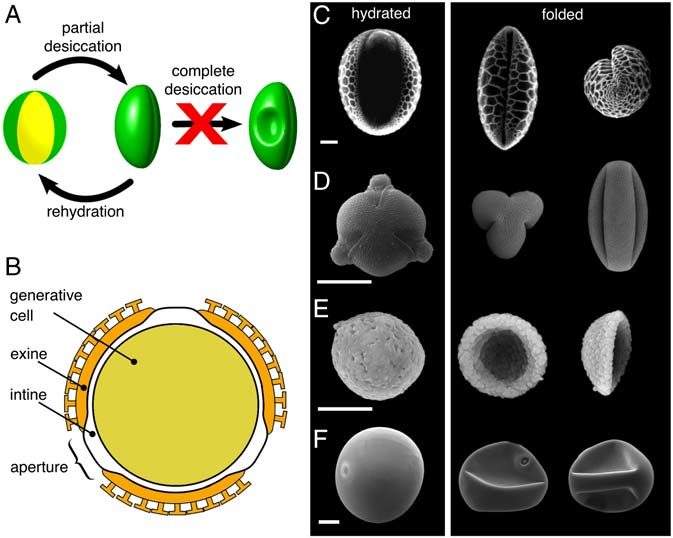 A
partial
desiccation
complete
desiccation
rehydration
B
generative
cell
exine
intine
aperture
hydrated
folded
C
D
E
F